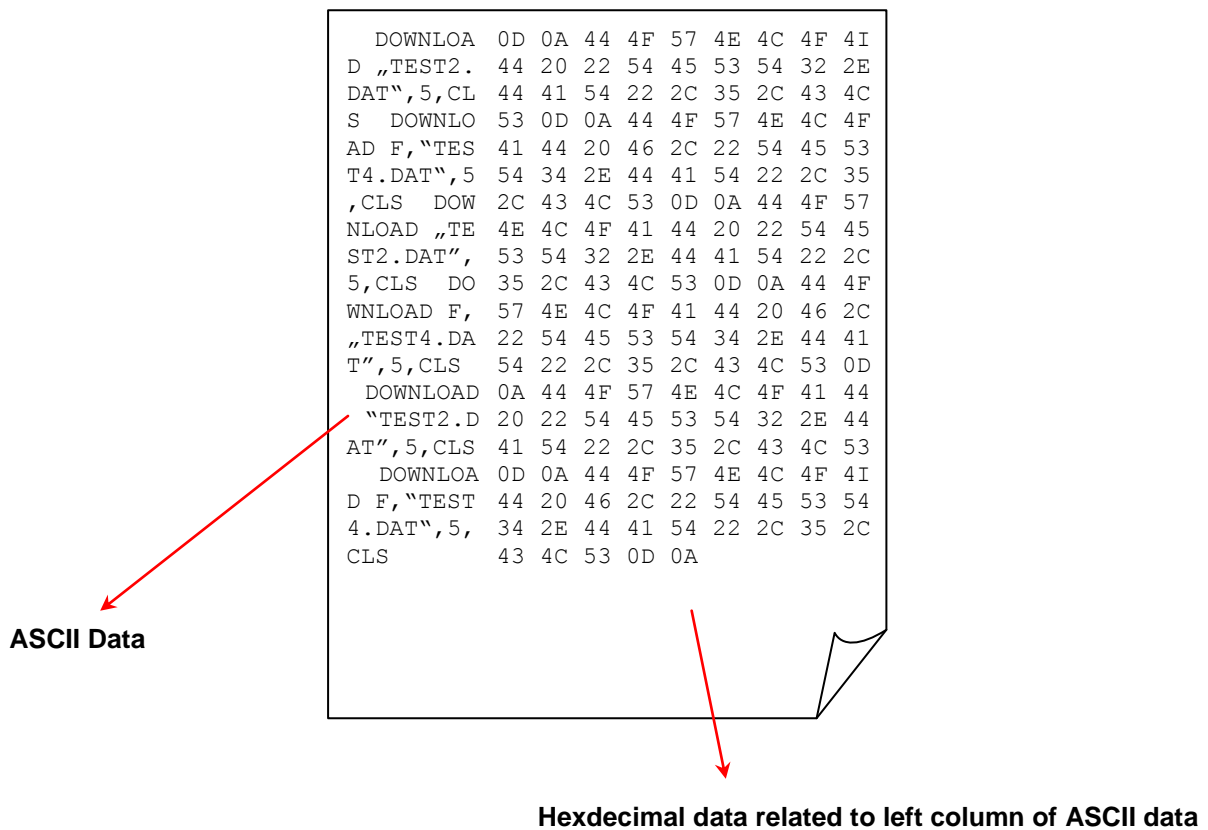 DOWNLOA 0D 0A 44 4F 57 4E 4C 4F 4I
D „TEST2. 44 20 22 54 45 53 54 32 2E
DAT‟,5,CL 44 41 54 22 2C 35 2C 43 4C
S DOWNLO 53 0D 0A 44 4F 57 4E 4C 4F
AD F,‟TES 41 44 20 46 2C 22 54 45 53
T4.DAT‟,5 54 34 2E 44 41 54 22 2C 35
,CLS DOW 2C 43 4C 53 0D 0A 44 4F 57
NLOAD „TE 4E 4C 4F 41 44 20 22 54 45
ST2.DAT”, 53 54 32 2E 44 41 54 22 2C
5,CLS DO 35 2C 43 4C 53 0D 0A 44 4F
WNLOAD F, 57 4E 4C 4F 41 44 20 46 2C
„TEST4.DA 22 54 45 53 54 34 2E 44 41
T”,5,CLS 54 22 2C 35 2C 43 4C 53 0D
DOWNLOAD 0A 44 4F 57 4E 4C 4F 41 44
‟TEST2.D 20 22 54 45 53 54 32 2E 44
AT”,5,CLS 41 54 22 2C 35 2C 43 4C 53
DOWNLOA 0D 0A 44 4F 57 4E 4C 4F 4I
D F,‟TEST 44 20 46 2C 22 54 45 53 54
4.DAT‟,5, 34 2E 44 41 54 22 2C 35 2C
CLS 43 4C 53 0D 0A
ASCII Data
Hexdecimal data related to left column of ASCII data